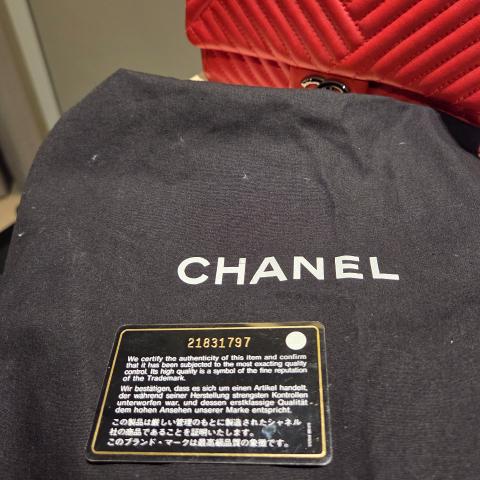 CHANEL
21831797
We certify the authenticity of this item and confirm
that it has been subjected to the most exacting quality
control. Its high quality is a symbol of the fine reputation
of the Trademark.
Wir bestätigen, dass es sich um einen Artikel handelt,
der während seiner Herstellung strengsten Kontrollen
unterworfen war, und dessen erstklassige Qualität
dem hohen Ansehen unserer Marke entspricht.
この製品は厳しい管理のもとに製造されたシャネル
社の商品であることを証明いたします。
このブランド・マークは最高級品質の象徴です。